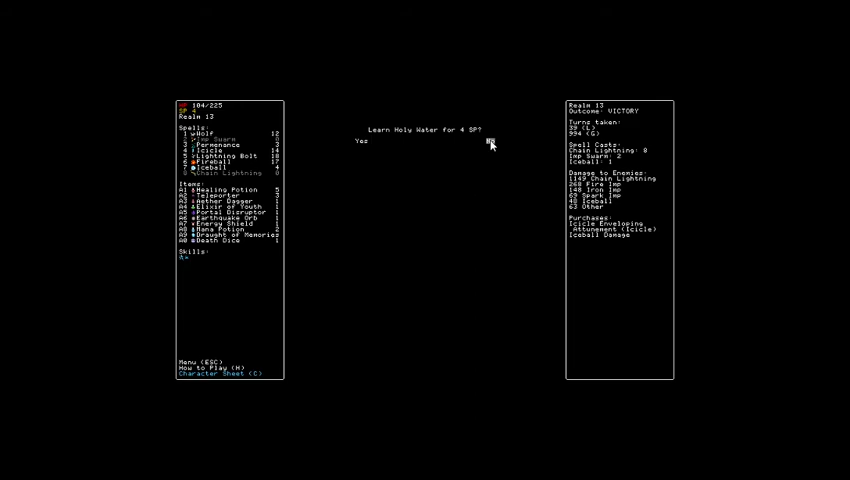 HP 104/225
SP 4
Realm 13
Spells:
1 Wolf 12
2 Imp Swarm 0
3 Permenance 3
4 Icicle 14
5 Lightning Bolt 18
6 Fireball 17
7 Iceball 4
8 Chain Lightning 0
Items:
A1 Healing Potion 5
A2 Teleporter 3
A3 Aether Dagger 1
A4 Elixir of Youth 1
A5 Portal Disruptor 1
A6 Earthquake Orb 1
A7 Energy Shield 1
A8 Mana Potion 2
A9 Draught of Memories
A0 Death Dice 1
Skills:
Menu (ESC)
How to Play (H)
Character Sheet (C)
Learn Holy Water for 4 SP?
Yes No
Realm 13
Outcome: VICTORY
Turns taken:
39 (L)
994 (G)
Spell Casts:
Chain Lightning: 8
Imp Swarm: 2
Iceball: 1
Damage to Enemies:
1149 Chain Lightning
268 Fire Imp
148 Iron Imp
69 Spark Imp
48 Iceball
63 Other
Purchases:
Icicle Enveloping
Attunement (Icicle)
Iceball Damage